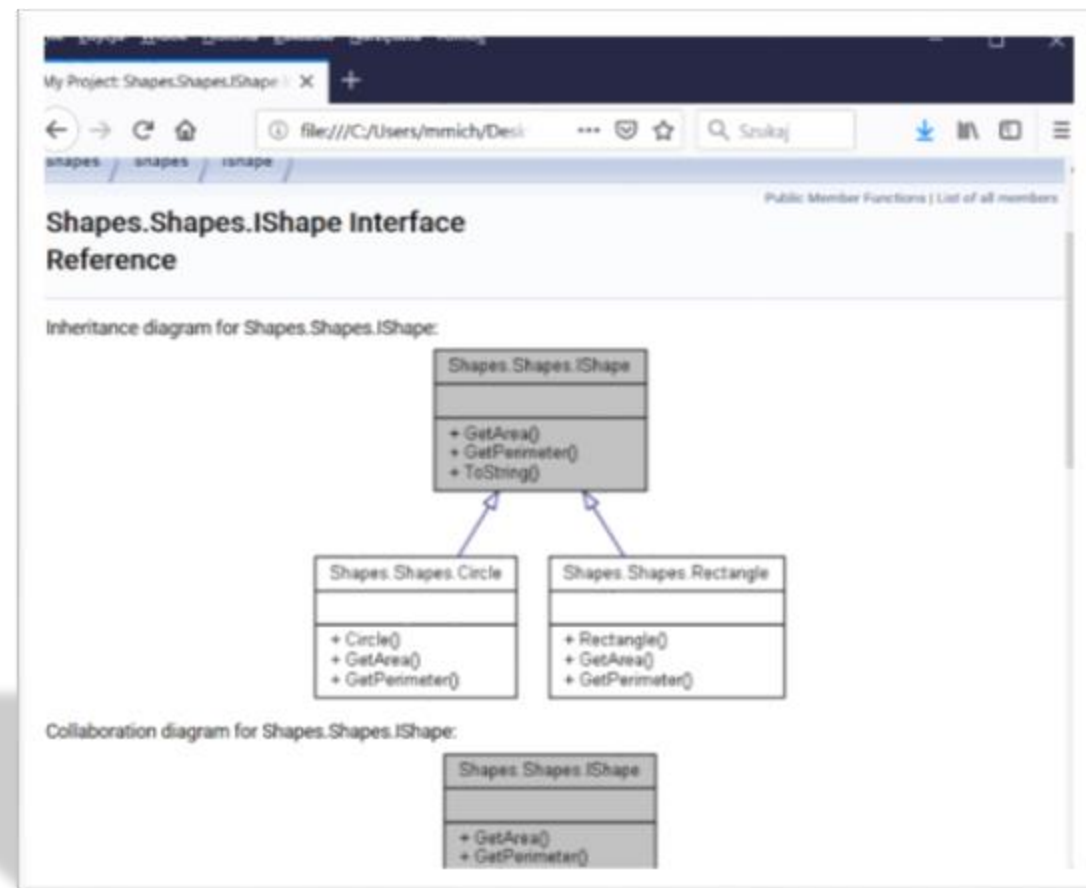 My Project: Shapes.Shapes.IShape
file:///C:/Users/mmich/Desk
Szukaj
shapes shapes ishape
Public Member Functions | List of all members
Shapes.Shapes.IShape Interface
Reference
Inheritance diagram for Shapes.Shapes.IShape:
Shapes.Shapes.IShape
+ GetArea()
+ GetPerimeter()
+ ToString()
Shapes.Shapes.Circle
+ Circle()
+ GetArea()
+ GetPerimeter()
Shapes.Shapes.Rectangle
+ Rectangle()
+ GetArea()
+ GetPerimeter()
Collaboration diagram for Shapes.Shapes.IShape:
Shapes.Shapes.IShape
+ GetArea()
+ GetPerimeter()